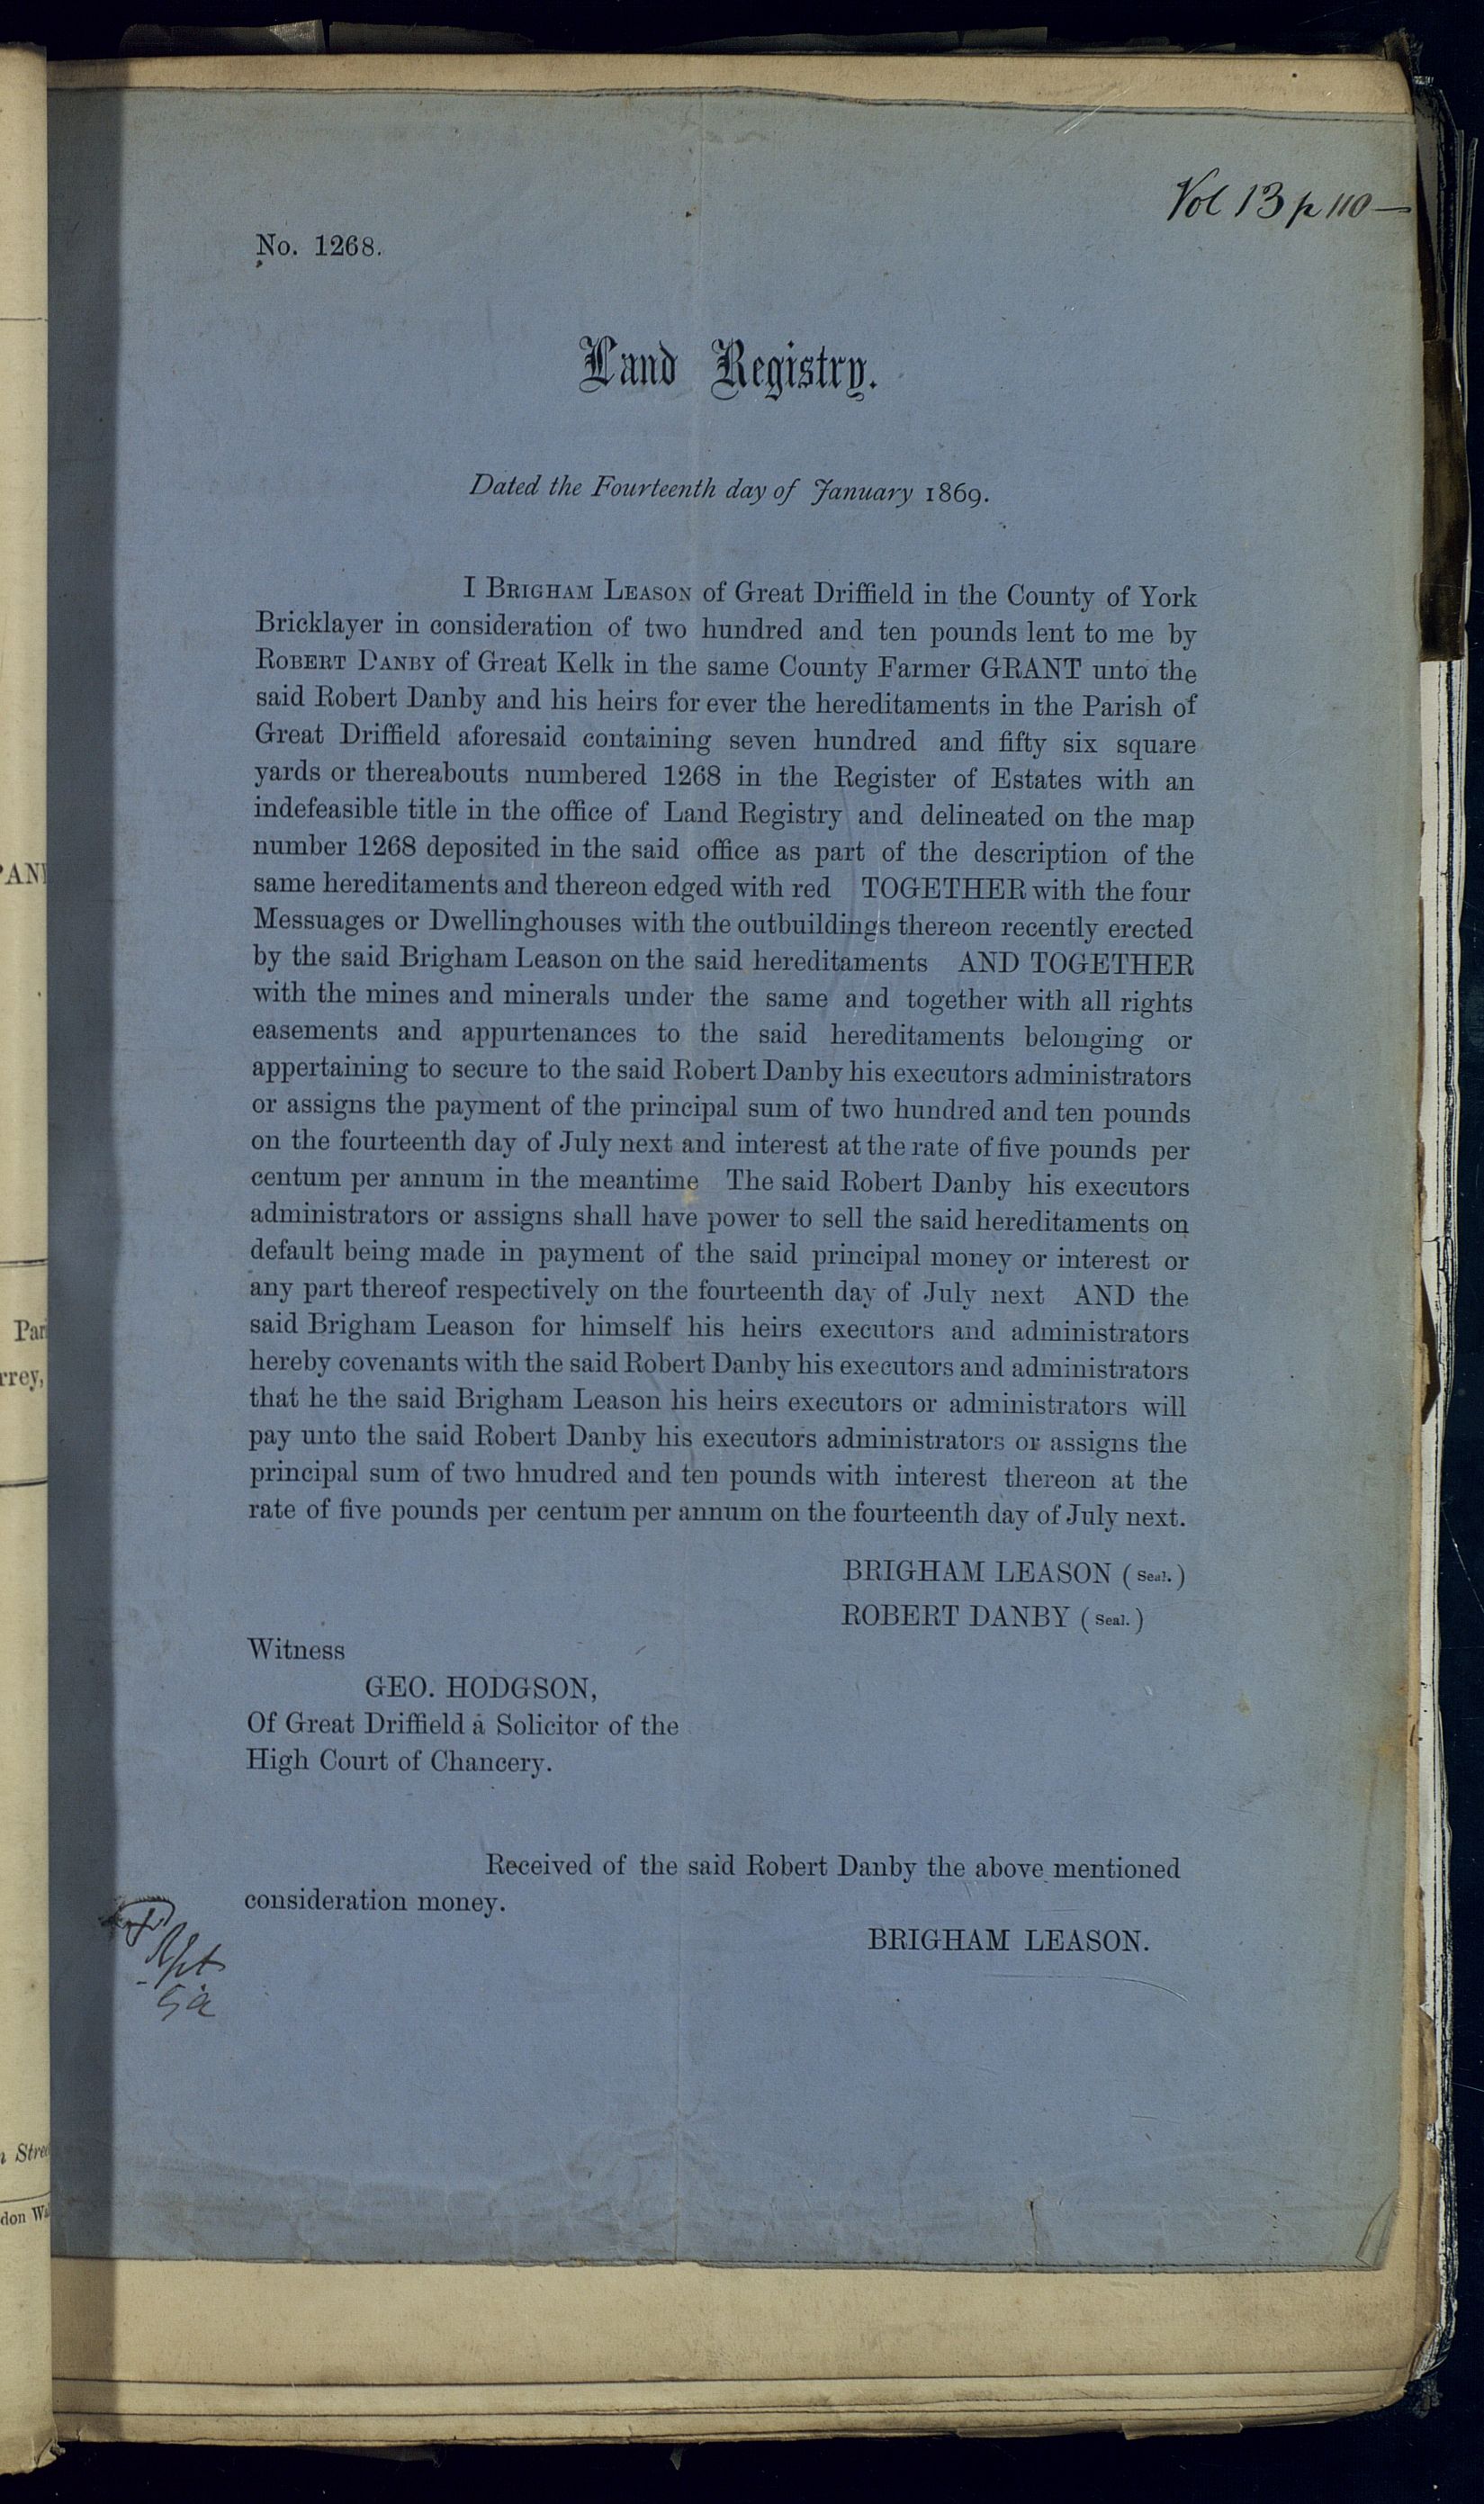 Vol 13 p 110 —
No. 1268.
Land Registry.
Dated the Fourteenth day of January 1869.
I BRIGHAM LEASON of Great Driffield in the County of York
Bricklayer in consideration of two hundred and ten pounds lent to me by
ROBERT DANBY of Great Kelk in the same County Farmer GRANT unto the
said Robert Danby and his heirs for ever the hereditaments in the Parish of
Great Driffield aforesaid containing seven hundred and fifty six square
yards or thereabouts numbered 1268 in the Register of Estates with an
indefeasible title in the office of Land Registry and delineated on the map
number 1268 deposited in the said office as part of the description of the
same hereditaments and thereon edged with red TOGETHER with the four
Messuages or Dwellinghouses with the outbuildings thereon recently erected
by the said Brigham Leason on the said hereditaments AND TOGETHER
with the mines and minerals under the same and together with all rights
easements and appurtenances to the said hereditaments belonging or
appertaining to secure to the said Robert Danby his executors administrators
or assigns the payment of the principal sum of two hundred and ten pounds
on the fourteenth day of July next and interest at the rate of five pounds per
centum per annum in the meantime The said Robert Danby his executors
administrators or assigns shall have power to sell the said hereditaments on
default being made in payment of the said principal money or interest or
any part thereof respectively on the fourteenth day of July next AND the
said Brigham Leason for himself his heirs executors and administrators
hereby covenants with the said Robert Danby his executors and administrators
that he the said Brigham Leason his heirs executors or administrators will
pay unto the said Robert Danby his executors administrators or assigns the
principal sum of two hnudred and ten pounds with interest thereon at the
rate of five pounds per centum per annum on the fourteenth day of July next.
BRIGHAM LEASON (Seal.)
ROBERT DANBY (Seal.)
Witness
GEO. HODGSON,
Of Great Driffield a Solicitor of the
High Court of Chancery.
Received of the said Robert Danby the above mentioned
consideration money.
BRIGHAM LEASON.
Par
rrey,